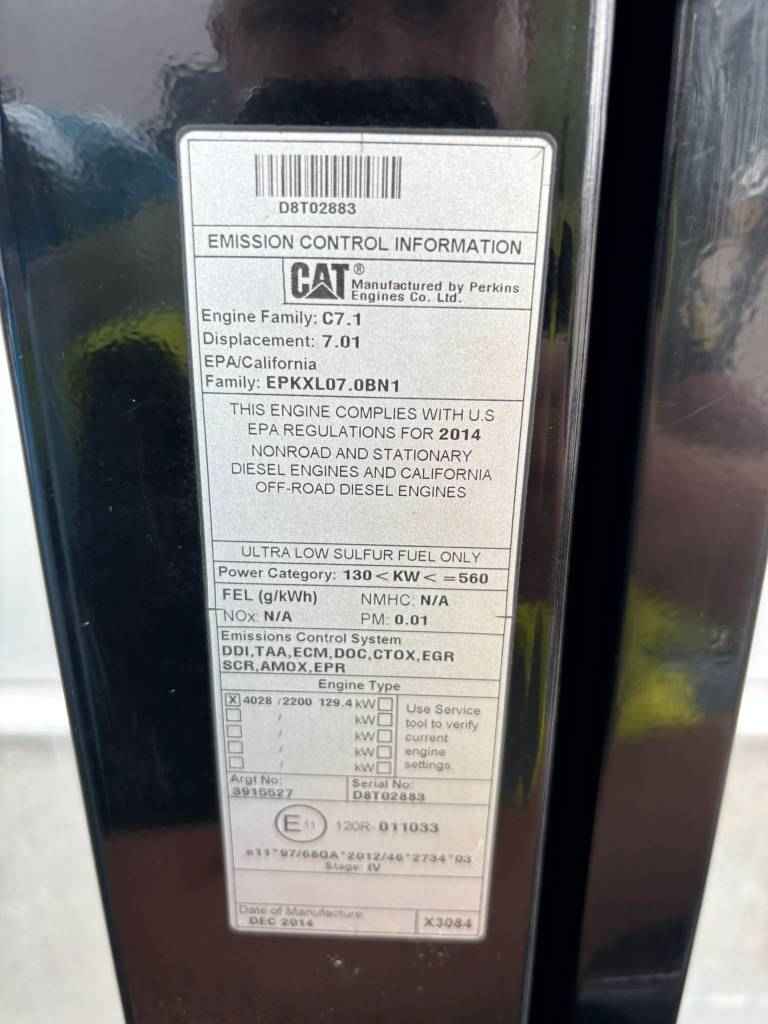 D8T02883
EMISSION CONTROL INFORMATION
CAT® Manufactured by Perkins
Engines Co. Ltd.
Engine Family: C7.1
Displacement: 7.01
EPA/California
Family: EPKXL07.0BN1
THIS ENGINE COMPLIES WITH U.S
EPA REGULATIONS FOR 2014
NONROAD AND STATIONARY
DIESEL ENGINES AND CALIFORNIA
OFF-ROAD DIESEL ENGINES
ULTRA LOW SULFUR FUEL ONLY
Power Category: 130 < KW < =560
FEL (g/kWh) NMHC: N/A
NOx: N/A PM: 0.01
Emissions Control System
DDI,TAA,ECM,DOC,CTOX,EGR
SCR,AMOX,EPR
Engine Type
X 4028 /2200 129.4 kW
/ kW
/ kW
/ kW
/ kW
Use Service
tool to verify
current
engine
settings.
Argt No:
3915527
Serial No:
D8T02883
E11 120R-011033
e11*97/68QA*2012/46*2734*03
Stage: IV
Date of Manufacture
DEC 2014
X3084